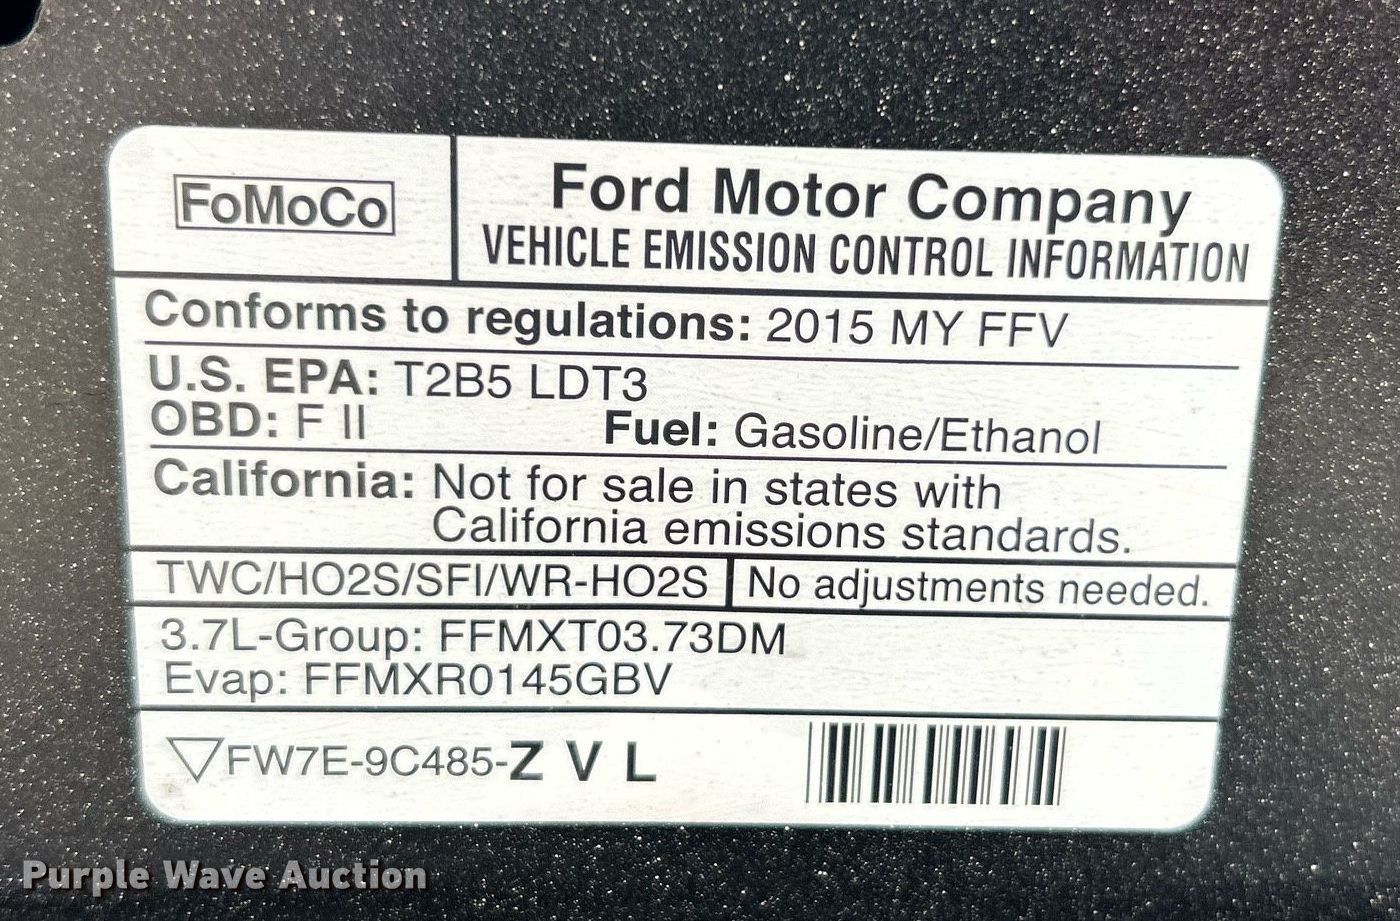 FoMoCo
Ford Motor Company
VEHICLE EMISSION CONTROL INFORMATION
Conforms to regulations: 2015 MY FFV
U.S. EPA: T2B5 LDT3
OBD: F II Fuel: Gasoline/Ethanol
California: Not for sale in states with
California emissions standards.
TWC/HO2S/SFI/WR-HO2S No adjustments needed.
3.7L-Group: FFMXT03.73DM
Evap: FFMXR0145GBV
FW7E-9C485-Z V L
Purple Wave Auction